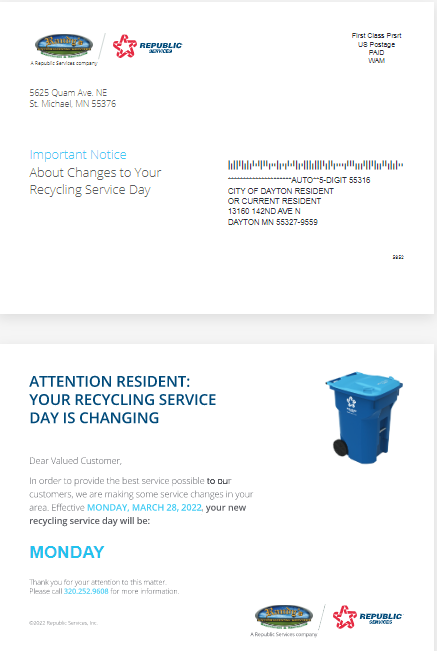 Randy's
A Republic Services company
REPUBLIC
SERVICES
First Class Prsrt
US Postage
PAID
WAM
5625 Quam Ave. NE
St. Michael, MN 55376
Important Notice
About Changes to Your
Recycling Service Day
*********************AUTO**5-DIGIT 55316
CITY OF DAYTON RESIDENT
OR CURRENT RESIDENT
13160 142ND AVE N
DAYTON MN 55327-9559
ATTENTION RESIDENT:
YOUR RECYCLING SERVICE
DAY IS CHANGING
Dear Valued Customer,
In order to provide the best service possible to our
customers, we are making some service changes in your
area. Effective MONDAY, MARCH 28, 2022, your new
recycling service day will be:
MONDAY
Thank you for your attention to this matter.
Please call 320.252.9608 for more information.
©2022 Republic Services, Inc.
Randy's
A Republic Services company
REPUBLIC
SERVICES